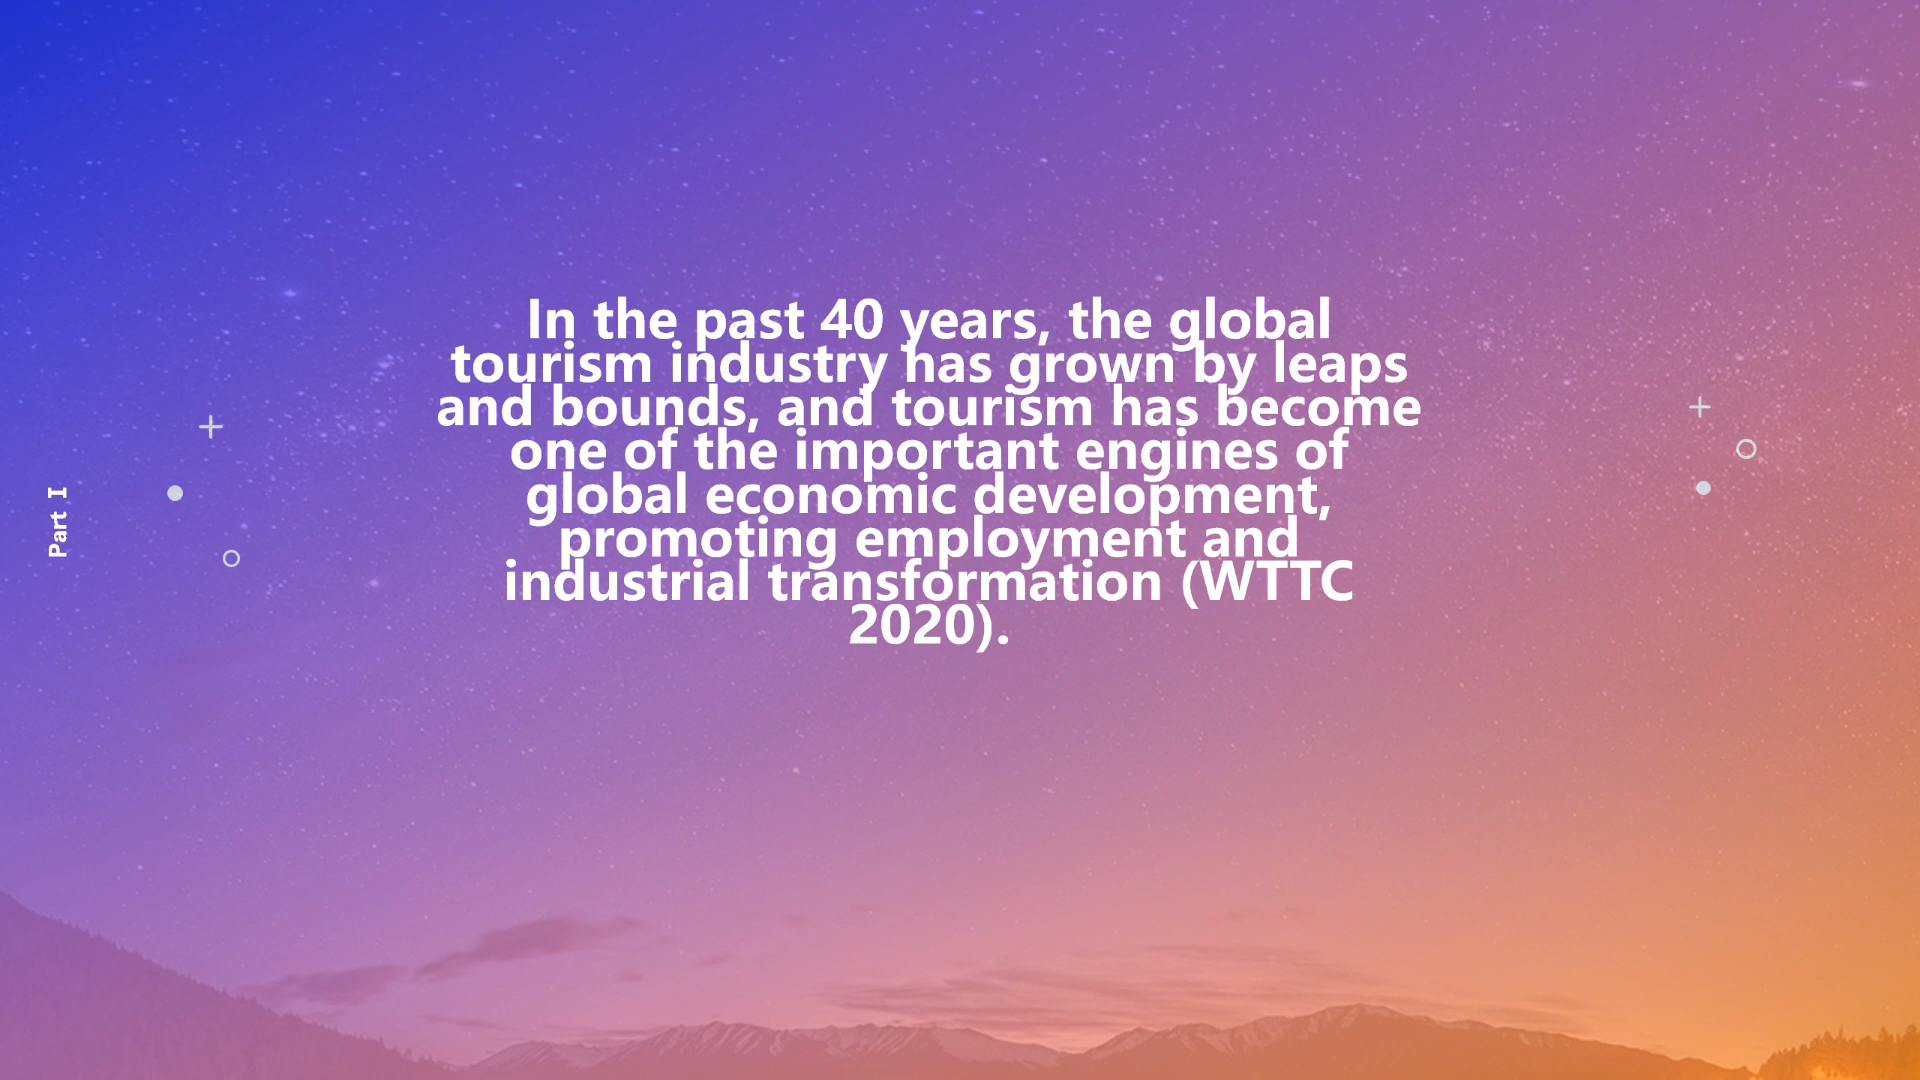 In the past 40 years, the global
tourism industry has grown by leaps
and bounds, and tourism has become
one of the important engines of
global economic development,
promoting employment and
industrial transformation (WTTC
2020).
Part I